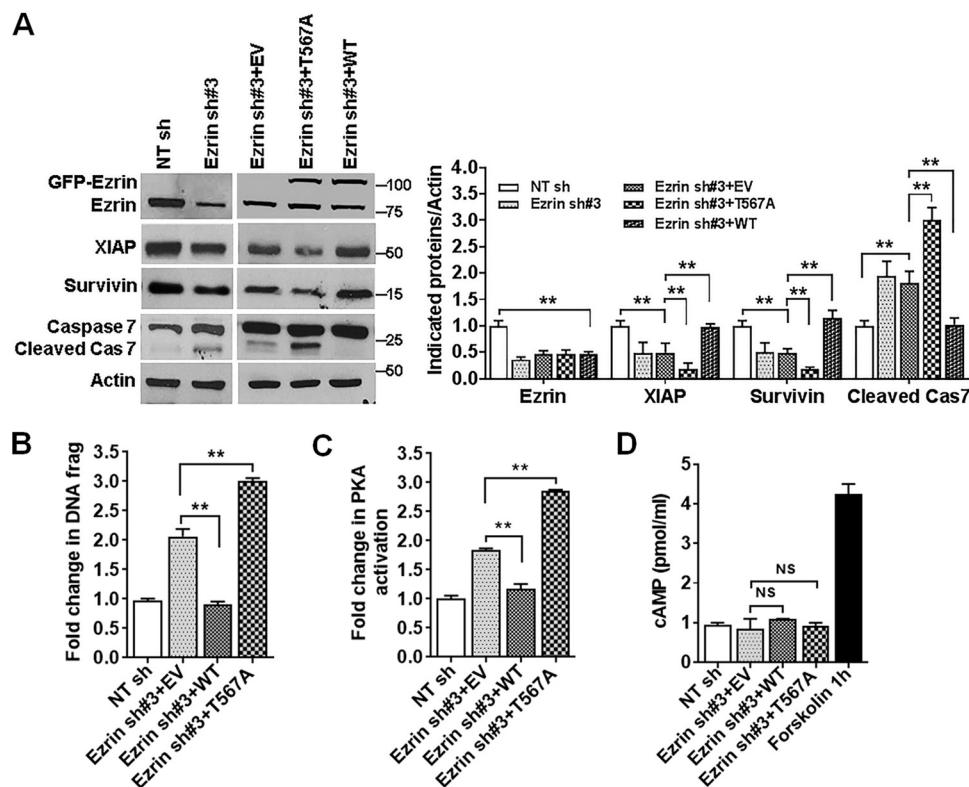 A
NT sh
Ezrin sh#3
Ezrin sh#3+EV
Ezrin sh#3+T567A
Ezrin sh#3+WT
GFP-Ezrin
Ezrin
XIAP
Survivin
Caspase 7
Cleaved Cas 7
Actin
100
75
50
15
25
50
Indicated proteins/Actin
4.0
3.5
3.0
2.5
2.0
1.5
1.0
0.5
0.0
NT sh
Ezrin sh#3
Ezrin sh#3+EV
Ezrin sh#3+T567A
Ezrin sh#3+WT
**
**
**
**
**
**
**
**
**
**
Ezrin
XIAP
Survivin
Cleaved Cas7
B
Fold change in DNA frag
3.5
3.0
2.5
2.0
1.5
1.0
0.5
0.0
**
**
NT sh
Ezrin sh#3+EV
Ezrin sh#3+WT
Ezrin sh#3+T567A
C
Fold change in PKA
activation
3.5
3.0
2.5
2.0
1.5
1.0
0.5
0.0
**
**
NT sh
Ezrin sh#3+EV
Ezrin sh#3+WT
Ezrin sh#3+T567A
D
cAMP (pmol/ml)
5
4
3
2
1
0
NS
NS
NT sh
Ezrin sh#3+EV
Ezrin sh#3+WT
Ezrin sh#3+T567A
Forskolin 1h